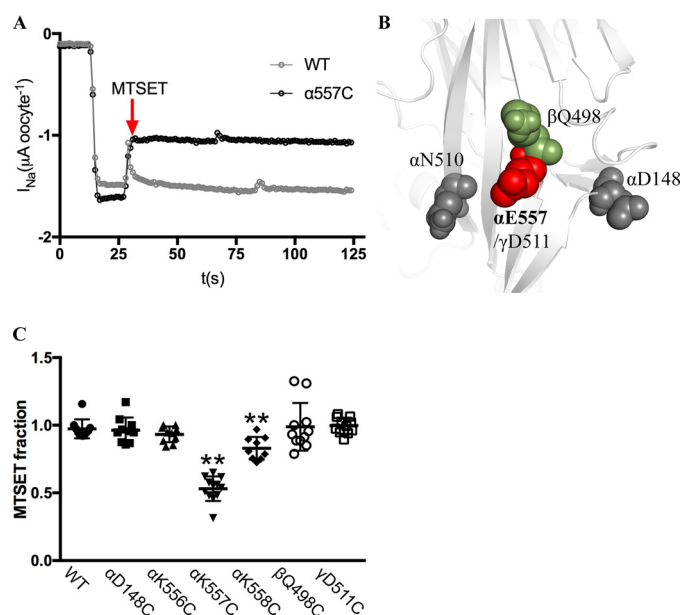 A
I_Na(µA oocyte⁻¹)
0
-1
-2
MTSET
WT
α557C
0 25 50 75 100 125
t(s)
B
βQ498
αN510
αD148
αE557
/γD511
C
MTSET fraction
1.5
1.0
0.5
0.0
**
**
WT
αD148C
αK556C
αK557C
αK558C
βQ498C
γD511C